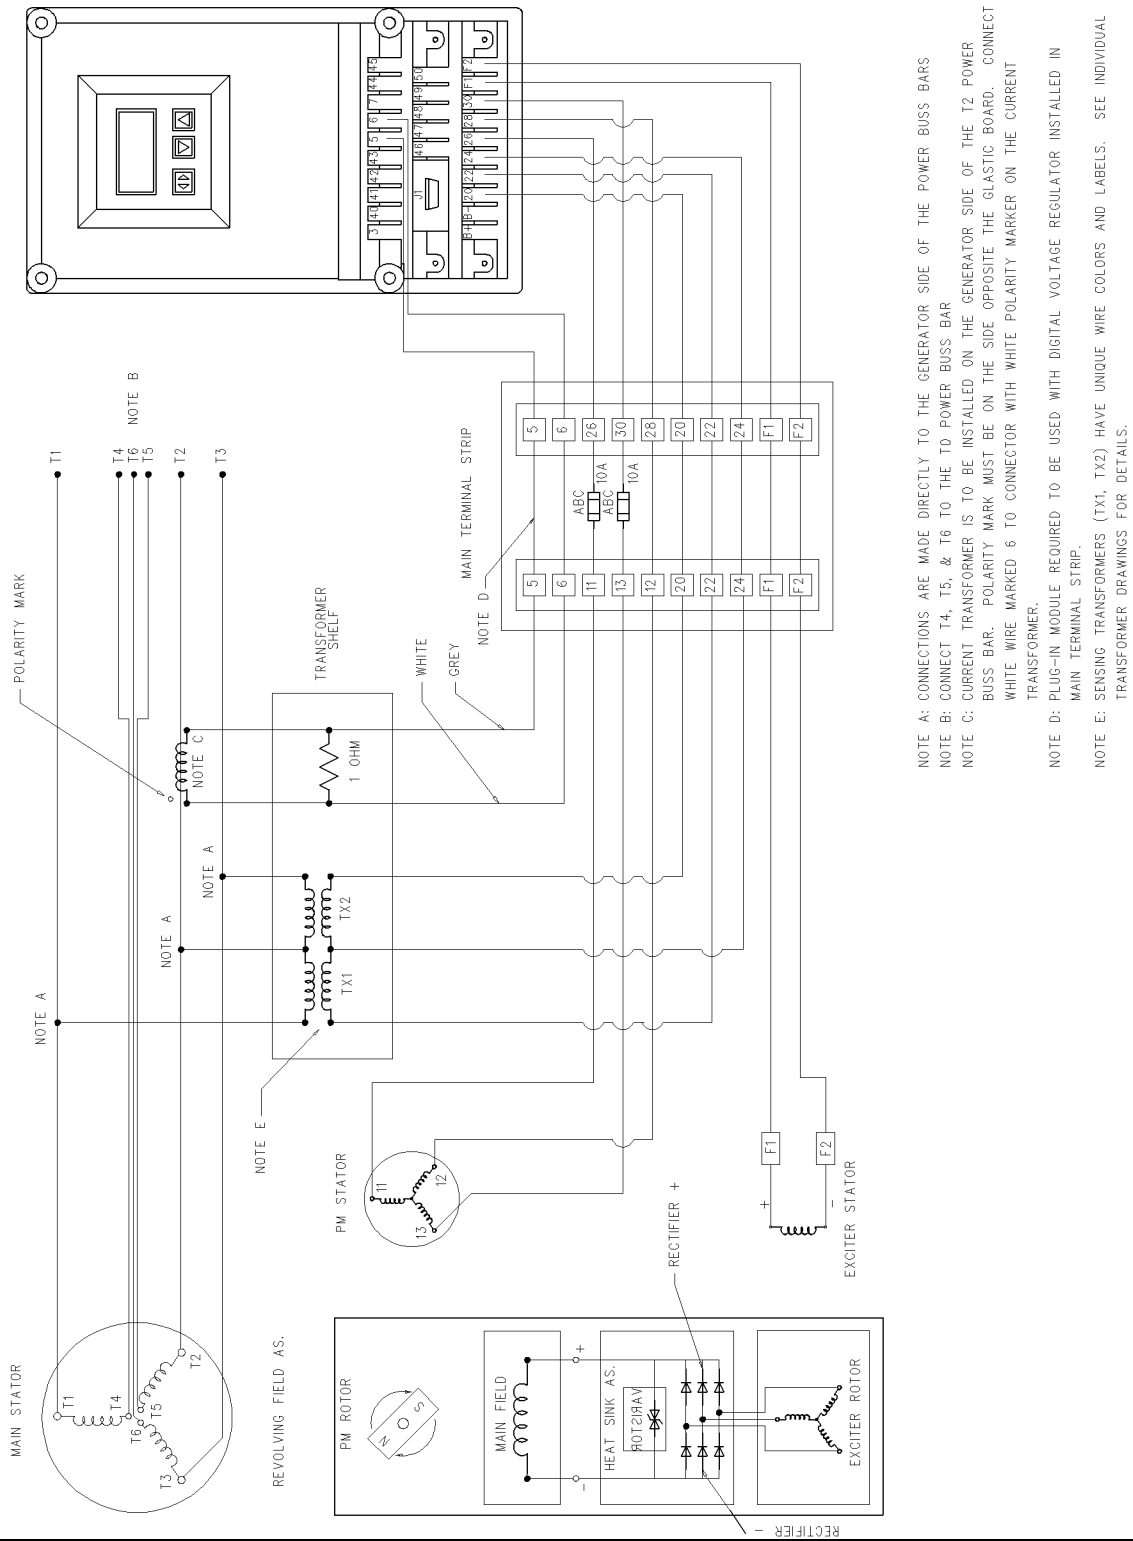 MAIN STATOR
T1
T4
T6
T5
T2
T3
REVOLVING FIELD AS.
PM ROTOR
N
S
MAIN FIELD
+
-
HEAT SINK AS.
VARISTOR
RECTIFIER +
RECTIFIER -
EXCITER ROTOR
EXCITER STATOR
+
-
F1
F2
PM STATOR
11
12
13
NOTE A
NOTE A
NOTE A
NOTE E
TX1
TX2
POLARITY MARK
NOTE C
1 OHM
TRANSFORMER
SHELF
WHITE
GREY
NOTE D
MAIN TERMINAL STRIP
T1
T4
T6
T5
NOTE B
T2
T3
5
6
11
13
12
20
22
24
F1
F2
ABC
10A
ABC
10A
5
6
26
30
28
20
22
24
F1
F2
3
40
41
42
43
5
6
7
44
45
J1
46
47
48
49
50
B+
B-
20
22
24
26
28
30
F1
F2
NOTE A: CONNECTIONS ARE MADE DIRECTLY TO THE GENERATOR SIDE OF THE POWER BUSS BARS
NOTE B: CONNECT T4, T5, & T6 TO THE TO POWER BUSS BAR
NOTE C: CURRENT TRANSFORMER IS TO BE INSTALLED ON THE GENERATOR SIDE OF THE T2 POWER
BUSS BAR. POLARITY MARK MUST BE ON THE SIDE OPPOSITE THE GLASTIC BOARD. CONNECT
WHITE WIRE MARKED 6 TO CONNECTOR WITH WHITE POLARITY MARKER ON THE CURRENT
TRANSFORMER.
NOTE D: PLUG-IN MODULE REQUIRED TO BE USED WITH DIGITAL VOLTAGE REGULATOR INSTALLED IN
MAIN TERMINAL STRIP.
NOTE E: SENSING TRANSFORMERS (TX1, TX2) HAVE UNIQUE WIRE COLORS AND LABELS. SEE INDIVIDUAL
TRANSFORMER DRAWINGS FOR DETAILS.